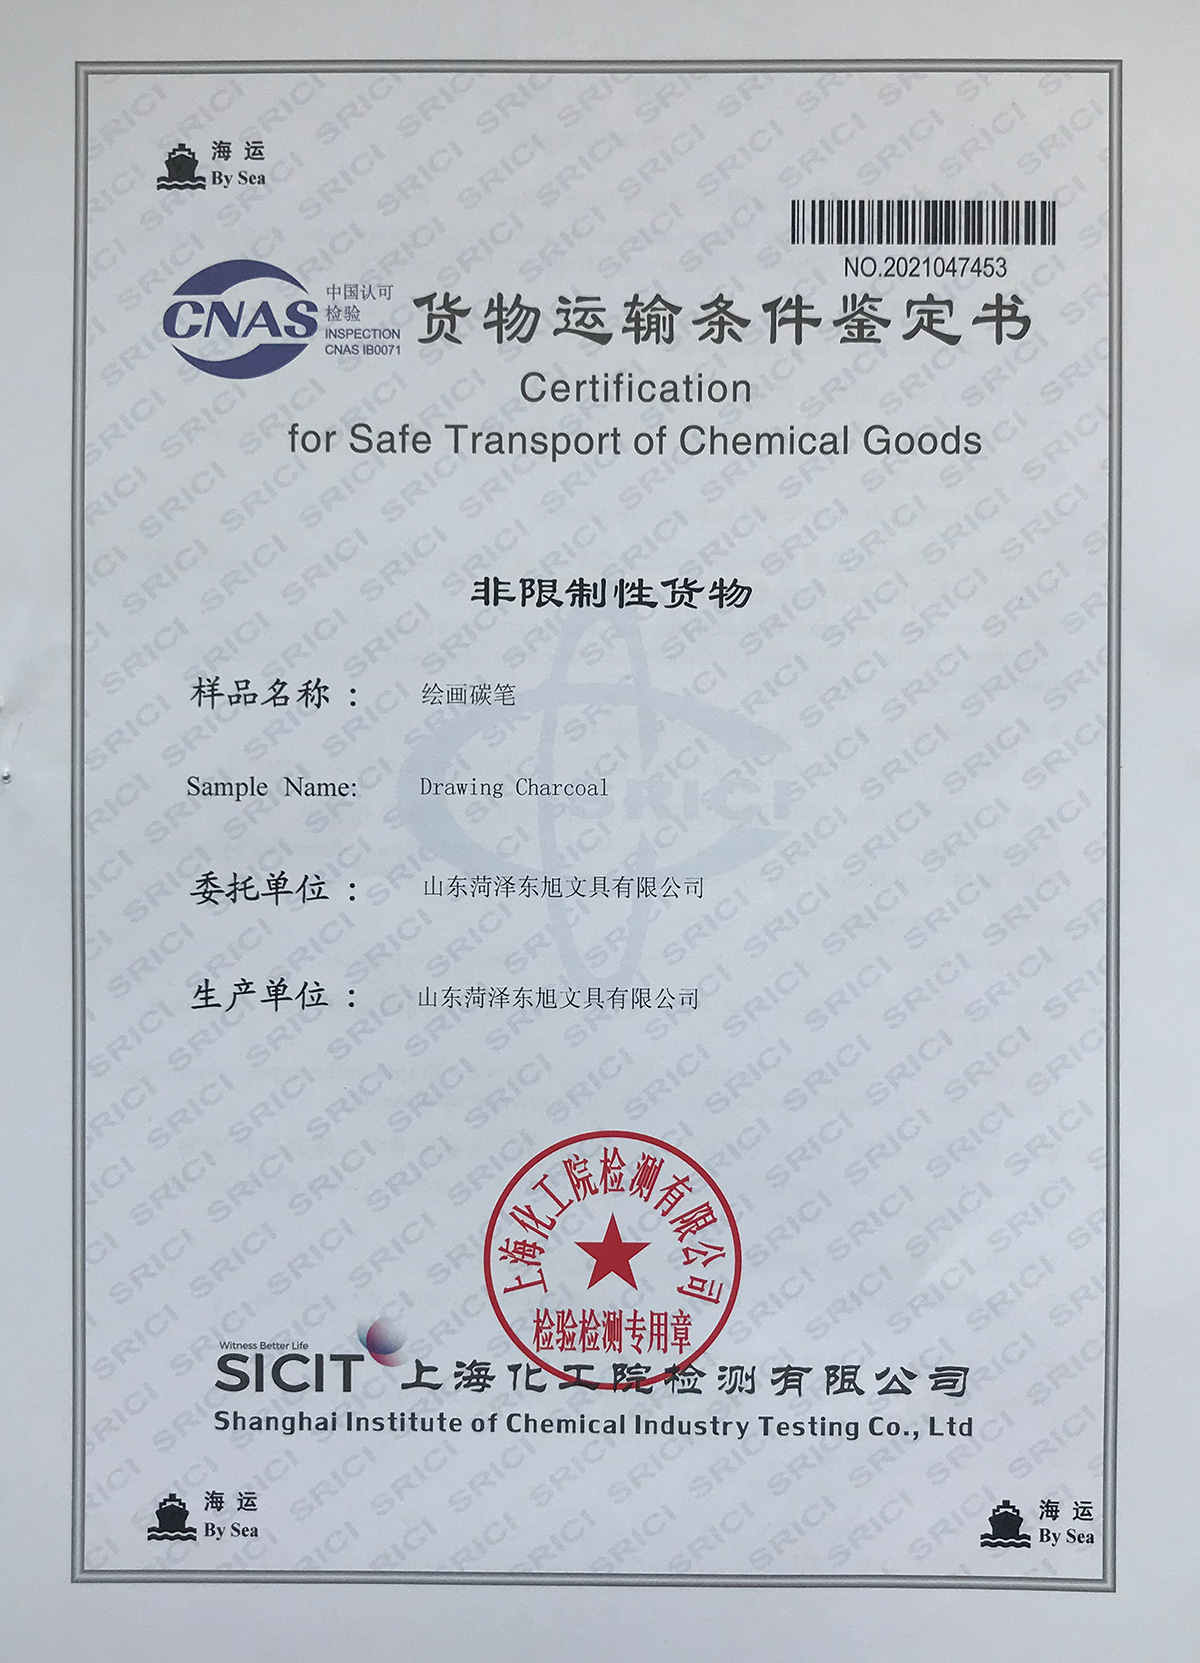 海 运
By Sea
NO.2021047453
CNAS
中国认可
检验
INSPECTION
CNAS IB0071
货物运输条件鉴定书
Certification
for Safe Transport of Chemical Goods
非限制性货物
样品名称 ： 绘画碳笔
Sample Name: Drawing Charcoal
SRICI
委托单位 ： 山东菏泽东旭文具有限公司
生产单位 ： 山东菏泽东旭文具有限公司
上海化工院检测有限公司
检验检测专用章
Witness Better Life
SICIT 上海化工院检测有限公司
Shanghai Institute of Chemical Industry Testing Co., Ltd
海 运
By Sea
海 运
By Sea